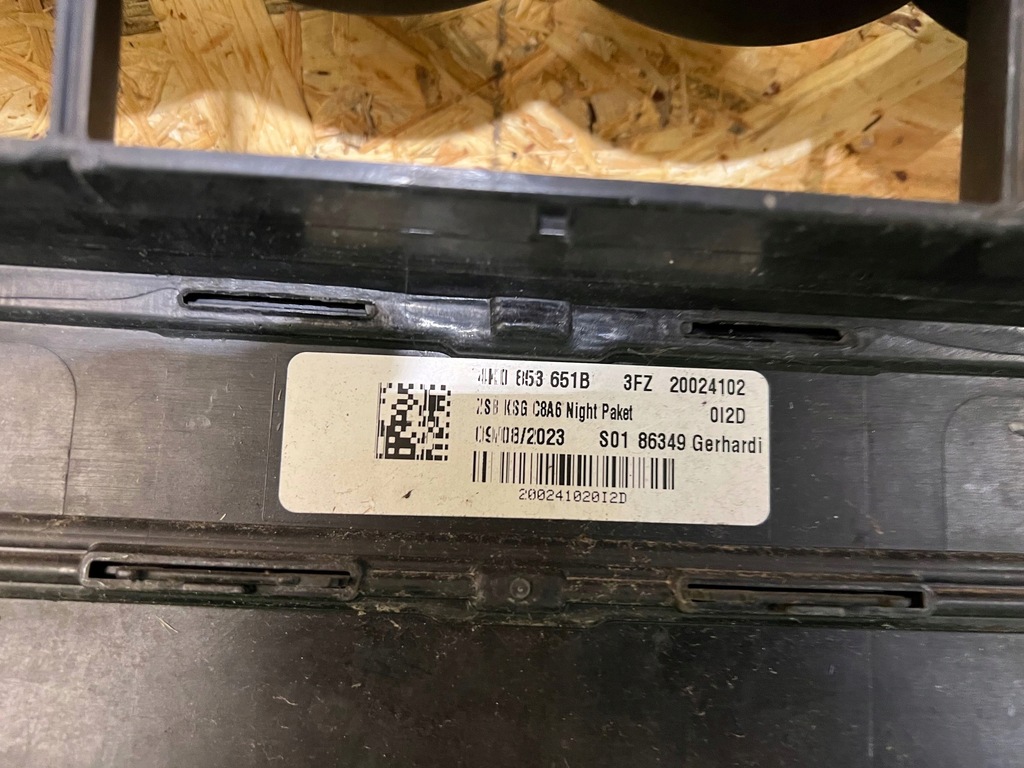 4K0 853 651B 3FZ 20024102
ZSB KSG C8A6 Night Paket 0I2D
09/08/2023 S01 86349 Gerhardi
200241020I2D